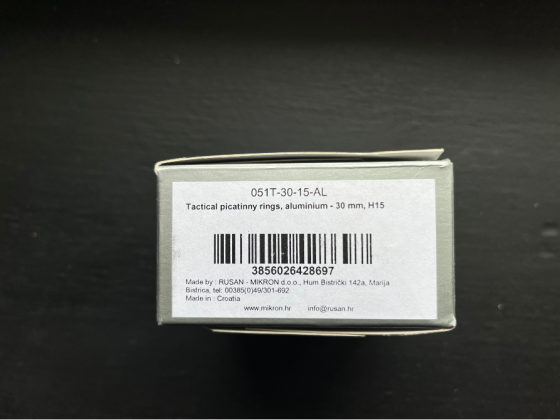 051T-30-15-AL
Tactical picatinny rings, aluminium - 30 mm, H15
3856026428697
Made by : RUSAN - MIKRON d.o.o., Hum Bistrički 142a, Marija
Bistrica, tel: 00385(0)49/301-692
Made in : Croatia
www.mikron.hr info@rusan.hr